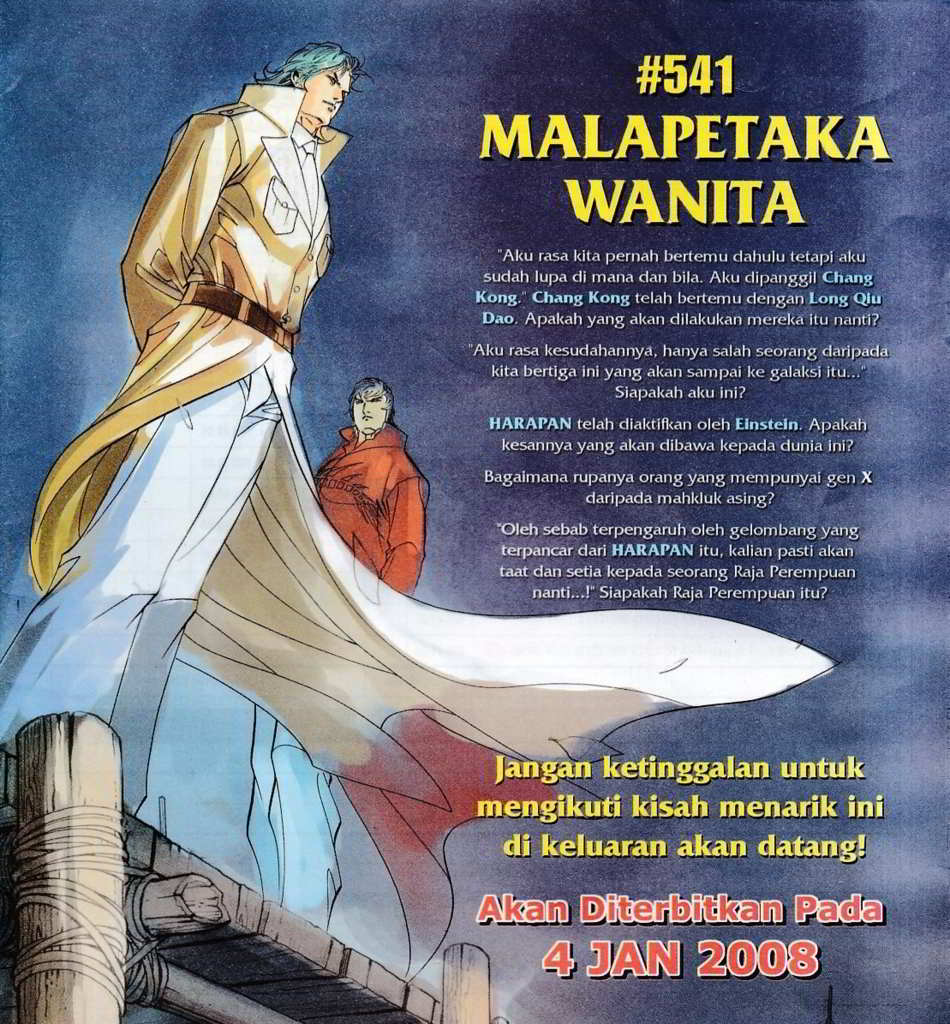 #541
MALAPETAKA
WANITA
"Aku rasa kita pernah bertemu dahulu tetapi aku
sudah lupa di mana dan bila. Aku dipanggil Chang
Kong." Chang Kong telah bertemu dengan Long Qiu
Dao. Apakah yang akan dilakukan mereka itu nanti?
"Aku rasa kesudahannya, hanya salah seorang daripada
kita bertiga ini yang akan sampai ke galaksi itu..."
Siapakah aku ini?
HARAPAN telah diaktifkan oleh Einstein. Apakah
kesannya yang akan dibawa kepada dunia ini?
Bagaimana rupanya orang yang mempunyai gen X
daripada mahkluk asing?
"Oleh sebab terpengaruh oleh gelombang yang
terpancar dari HARAPAN itu, kalian pasti akan
taat dan setia kepada seorang Raja Perempuan
nanti...!" Siapakah Raja Perempuan itu?
Jangan ketinggalan untuk
mengikuti kisah menarik ini
di keluaran akan datang!
Akan Diterbitkan Pada
4 JAN 2008